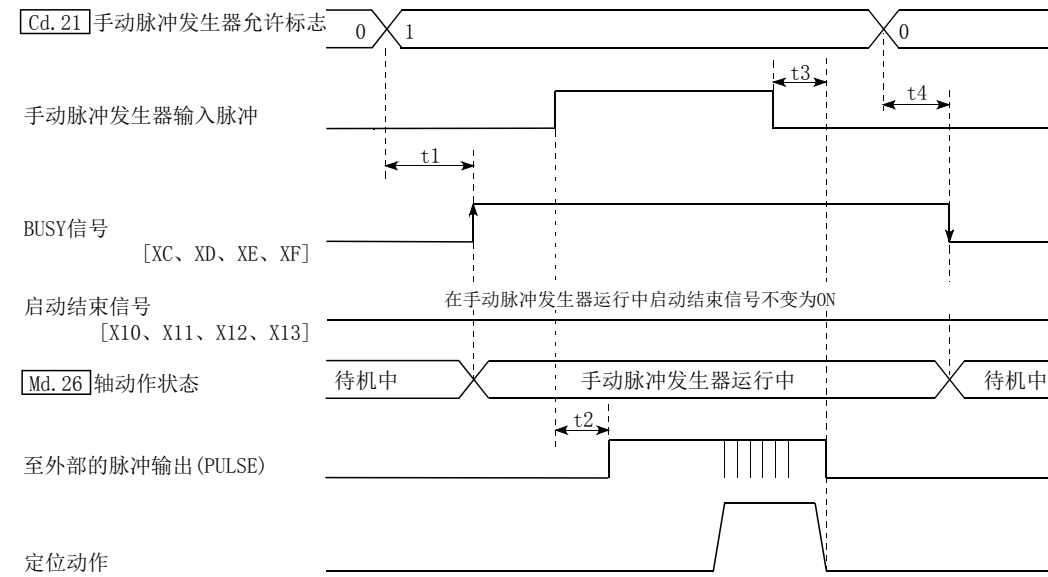 Cd.21 手动脉冲发生器允许标志 0 1 0
t3
t4
手动脉冲发生器输入脉冲
t1
BUSY信号
[XC、XD、XE、XF]
在手动脉冲发生器运行中启动结束信号不变为ON
启动结束信号
[X10、X11、X12、X13]
Md.26 轴动作状态 待机中 手动脉冲发生器运行中 待机中
t2
至外部的脉冲输出(PULSE)
定位动作